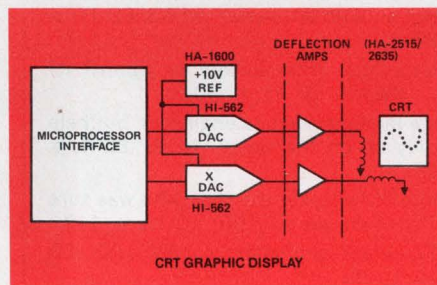 DEFLECTION AMPS
(HA-2515/2635)
HA-1600
+10V
REF
HI-562
CRT
MICROPROCESSOR
INTERFACE
Y
DAC
X
DAC
HI-562
CRT GRAPHIC DISPLAY